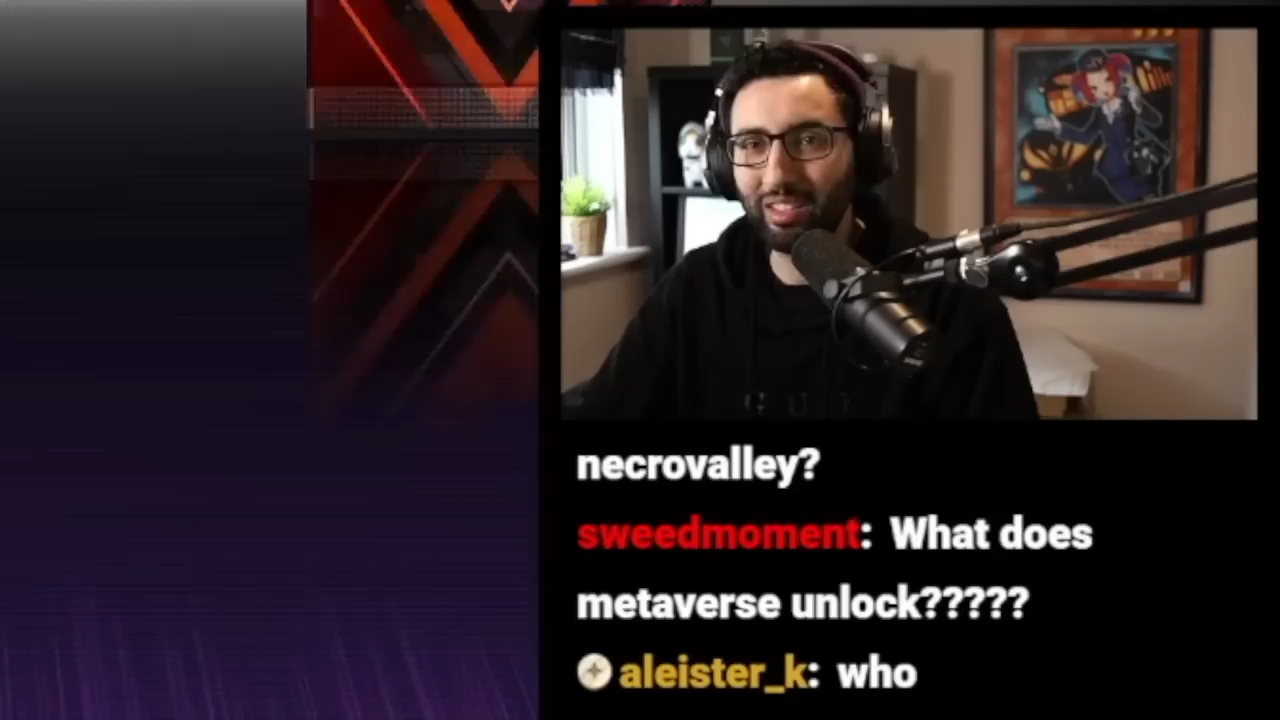 necrovalley?
sweedmoment: What does
metaverse unlock?????
aleister_k: who